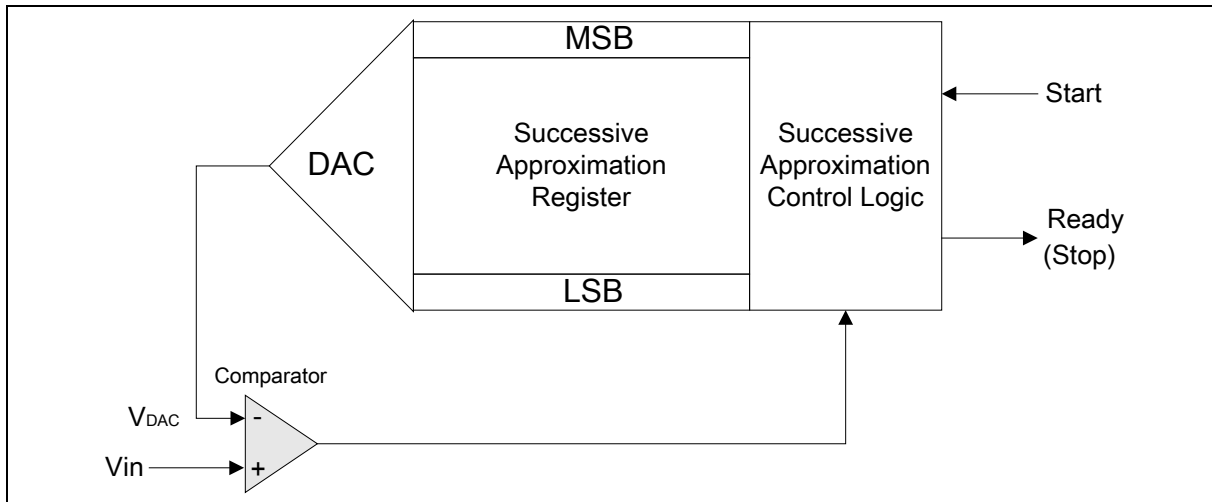 MSB
DAC
Successive
Approximation
Register
Successive
Approximation
Control Logic
Start
Ready
(Stop)
LSB
Comparator
VDAC
-
Vin
+